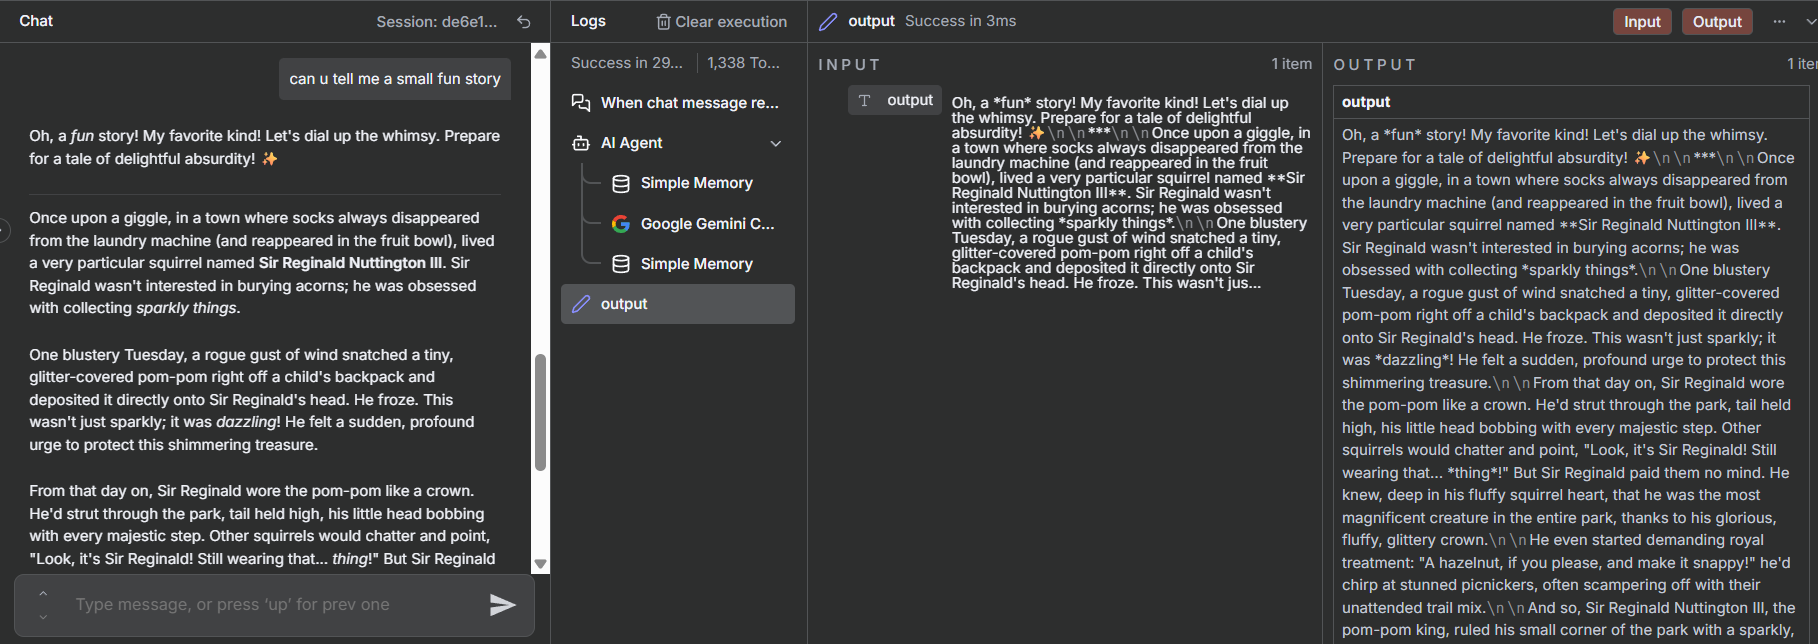 Chat
Session: de6e1...
can u tell me a small fun story
Oh, a fun story! My favorite kind! Let's dial up the whimsy. Prepare
for a tale of delightful absurdity! ✨
Once upon a giggle, in a town where socks always disappeared
from the laundry machine (and reappeared in the fruit bowl), lived
a very particular squirrel named Sir Reginald Nuttington III. Sir
Reginald wasn't interested in burying acorns; he was obsessed
with collecting sparkly things.
One blustery Tuesday, a rogue gust of wind snatched a tiny,
glitter-covered pom-pom right off a child's backpack and
deposited it directly onto Sir Reginald's head. He froze. This
wasn't just sparkly; it was dazzling! He felt a sudden, profound
urge to protect this shimmering treasure.
From that day on, Sir Reginald wore the pom-pom like a crown.
He'd strut through the park, tail held high, his little head bobbing
with every majestic step. Other squirrels would chatter and point,
"Look, it's Sir Reginald! Still wearing that... thing!" But Sir Reginald
Type message, or press 'up' for prev one
Logs
Clear execution
Success in 29...
1,338 To...
When chat message re...
AI Agent
Simple Memory
Google Gemini C...
Simple Memory
output
output
Success in 3ms
Input
Output
...
INPUT
1 item
T output
Oh, a *fun* story! My favorite kind! Let's dial up
the whimsy. Prepare for a tale of delightful
absurdity! ✨\n\n***\n\nOnce upon a giggle, in
a town where socks always disappeared from the
laundry machine (and reappeared in the fruit
bowl), lived a very particular squirrel named **Sir
Reginald Nuttington III**. Sir Reginald wasn't
interested in burying acorns; he was obsessed
with collecting *sparkly things*.\n\nOne blustery
Tuesday, a rogue gust of wind snatched a tiny,
glitter-covered pom-pom right off a child's
backpack and deposited it directly onto Sir
Reginald's head. He froze. This wasn't jus...
OUTPUT
1 iter
output
Oh, a *fun* story! My favorite kind! Let's dial up the whimsy.
Prepare for a tale of delightful absurdity! ✨\n\n***\n\nOnce
upon a giggle, in a town where socks always disappeared from
the laundry machine (and reappeared in the fruit bowl), lived a
very particular squirrel named **Sir Reginald Nuttington III**.
Sir Reginald wasn't interested in burying acorns; he was
obsessed with collecting *sparkly things*.\n\nOne blustery
Tuesday, a rogue gust of wind snatched a tiny, glitter-covered
pom-pom right off a child's backpack and deposited it directly
onto Sir Reginald's head. He froze. This wasn't just sparkly; it
was *dazzling*! He felt a sudden, profound urge to protect this
shimmering treasure.\n\nFrom that day on, Sir Reginald wore
the pom-pom like a crown. He'd strut through the park, tail held
high, his little head bobbing with every majestic step. Other
squirrels would chatter and point, "Look, it's Sir Reginald! Still
wearing that... *thing*!" But Sir Reginald paid them no mind. He
knew, deep in his fluffy squirrel heart, that he was the most
magnificent creature in the entire park, thanks to his glorious,
fluffy, glittery crown.\n\nHe even started demanding royal
treatment: "A hazelnut, if you please, and make it snappy!" he'd
chirp at stunned picnickers, often scampering off with their
unattended trail mix.\n\nAnd so, Sir Reginald Nuttington III, the
pom-pom king, ruled his small corner of the park with a sparkly,